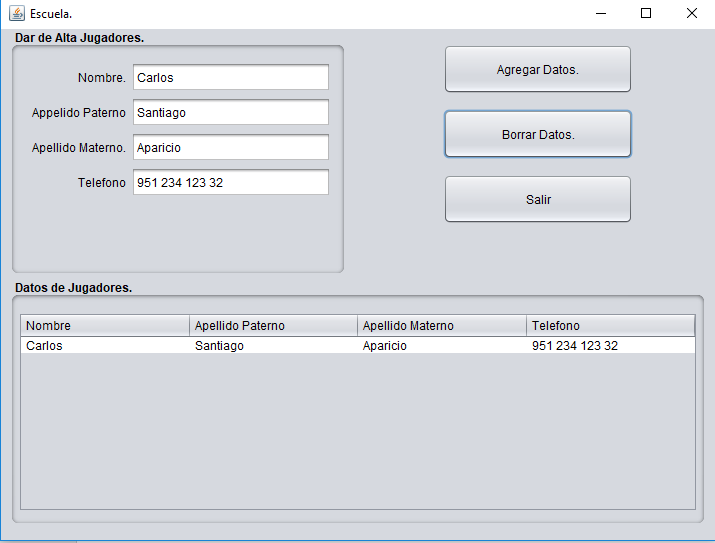 Escuela.
Dar de Alta Jugadores.
Nombre. Carlos
Appelido Paterno Santiago
Apellido Materno. Aparicio
Telefono 951 234 123 32
Agregar Datos.
Borrar Datos.
Salir
Datos de Jugadores.
Nombre Apellido Paterno Apellido Materno Telefono
Carlos Santiago Aparicio 951 234 123 32